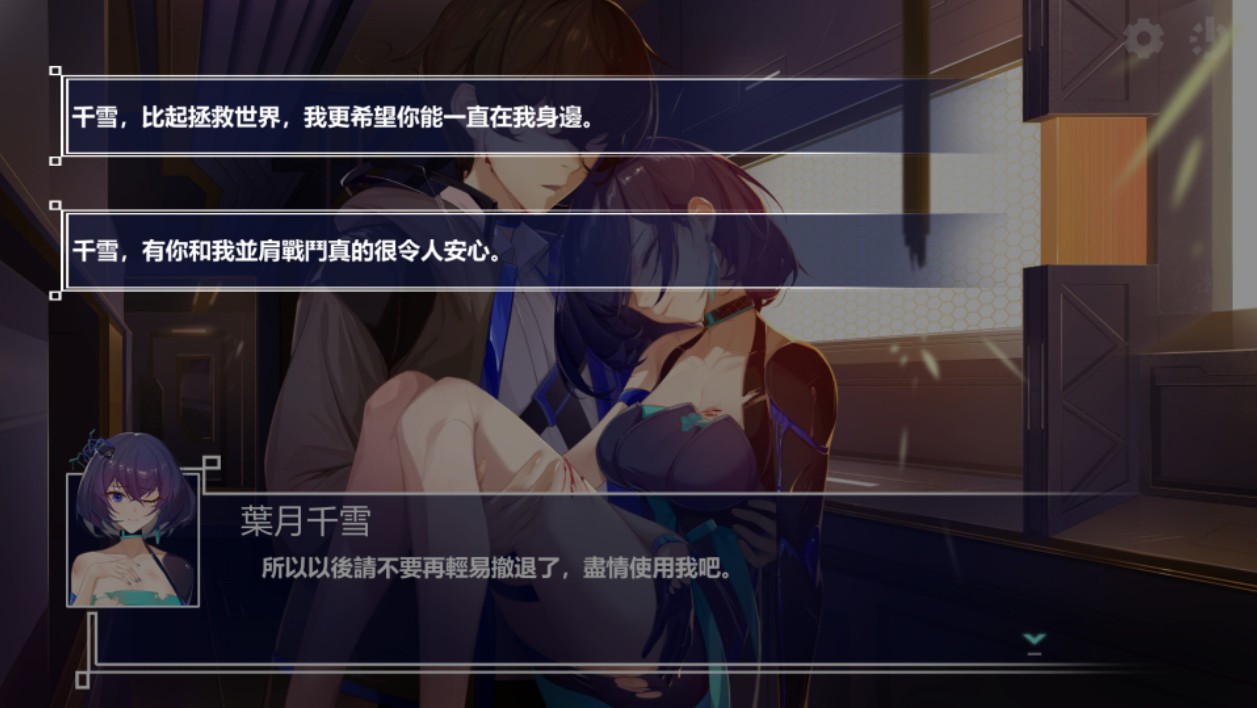 千雪，比起拯救世界，我更希望你能一直在我身邊。
千雪，有你和我並肩戰鬥真的很令人安心。
葉月千雪
所以以後請不要再輕易撤退了，盡情使用我吧。